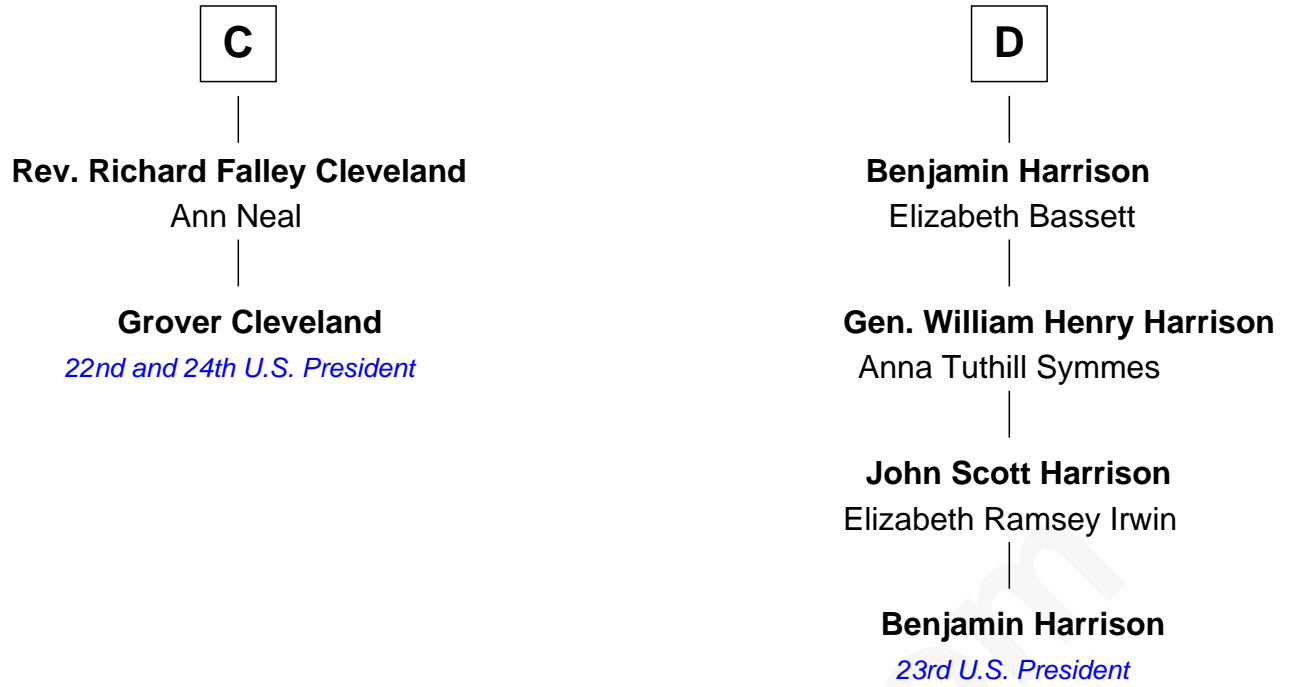 C
Rev. Richard Falley Cleveland
Ann Neal
Grover Cleveland
22nd and 24th U.S. President
D
Benjamin Harrison
Elizabeth Bassett
Gen. William Henry Harrison
Anna Tuthill Symmes
John Scott Harrison
Elizabeth Ramsey Irwin
Benjamin Harrison
23rd U.S. President